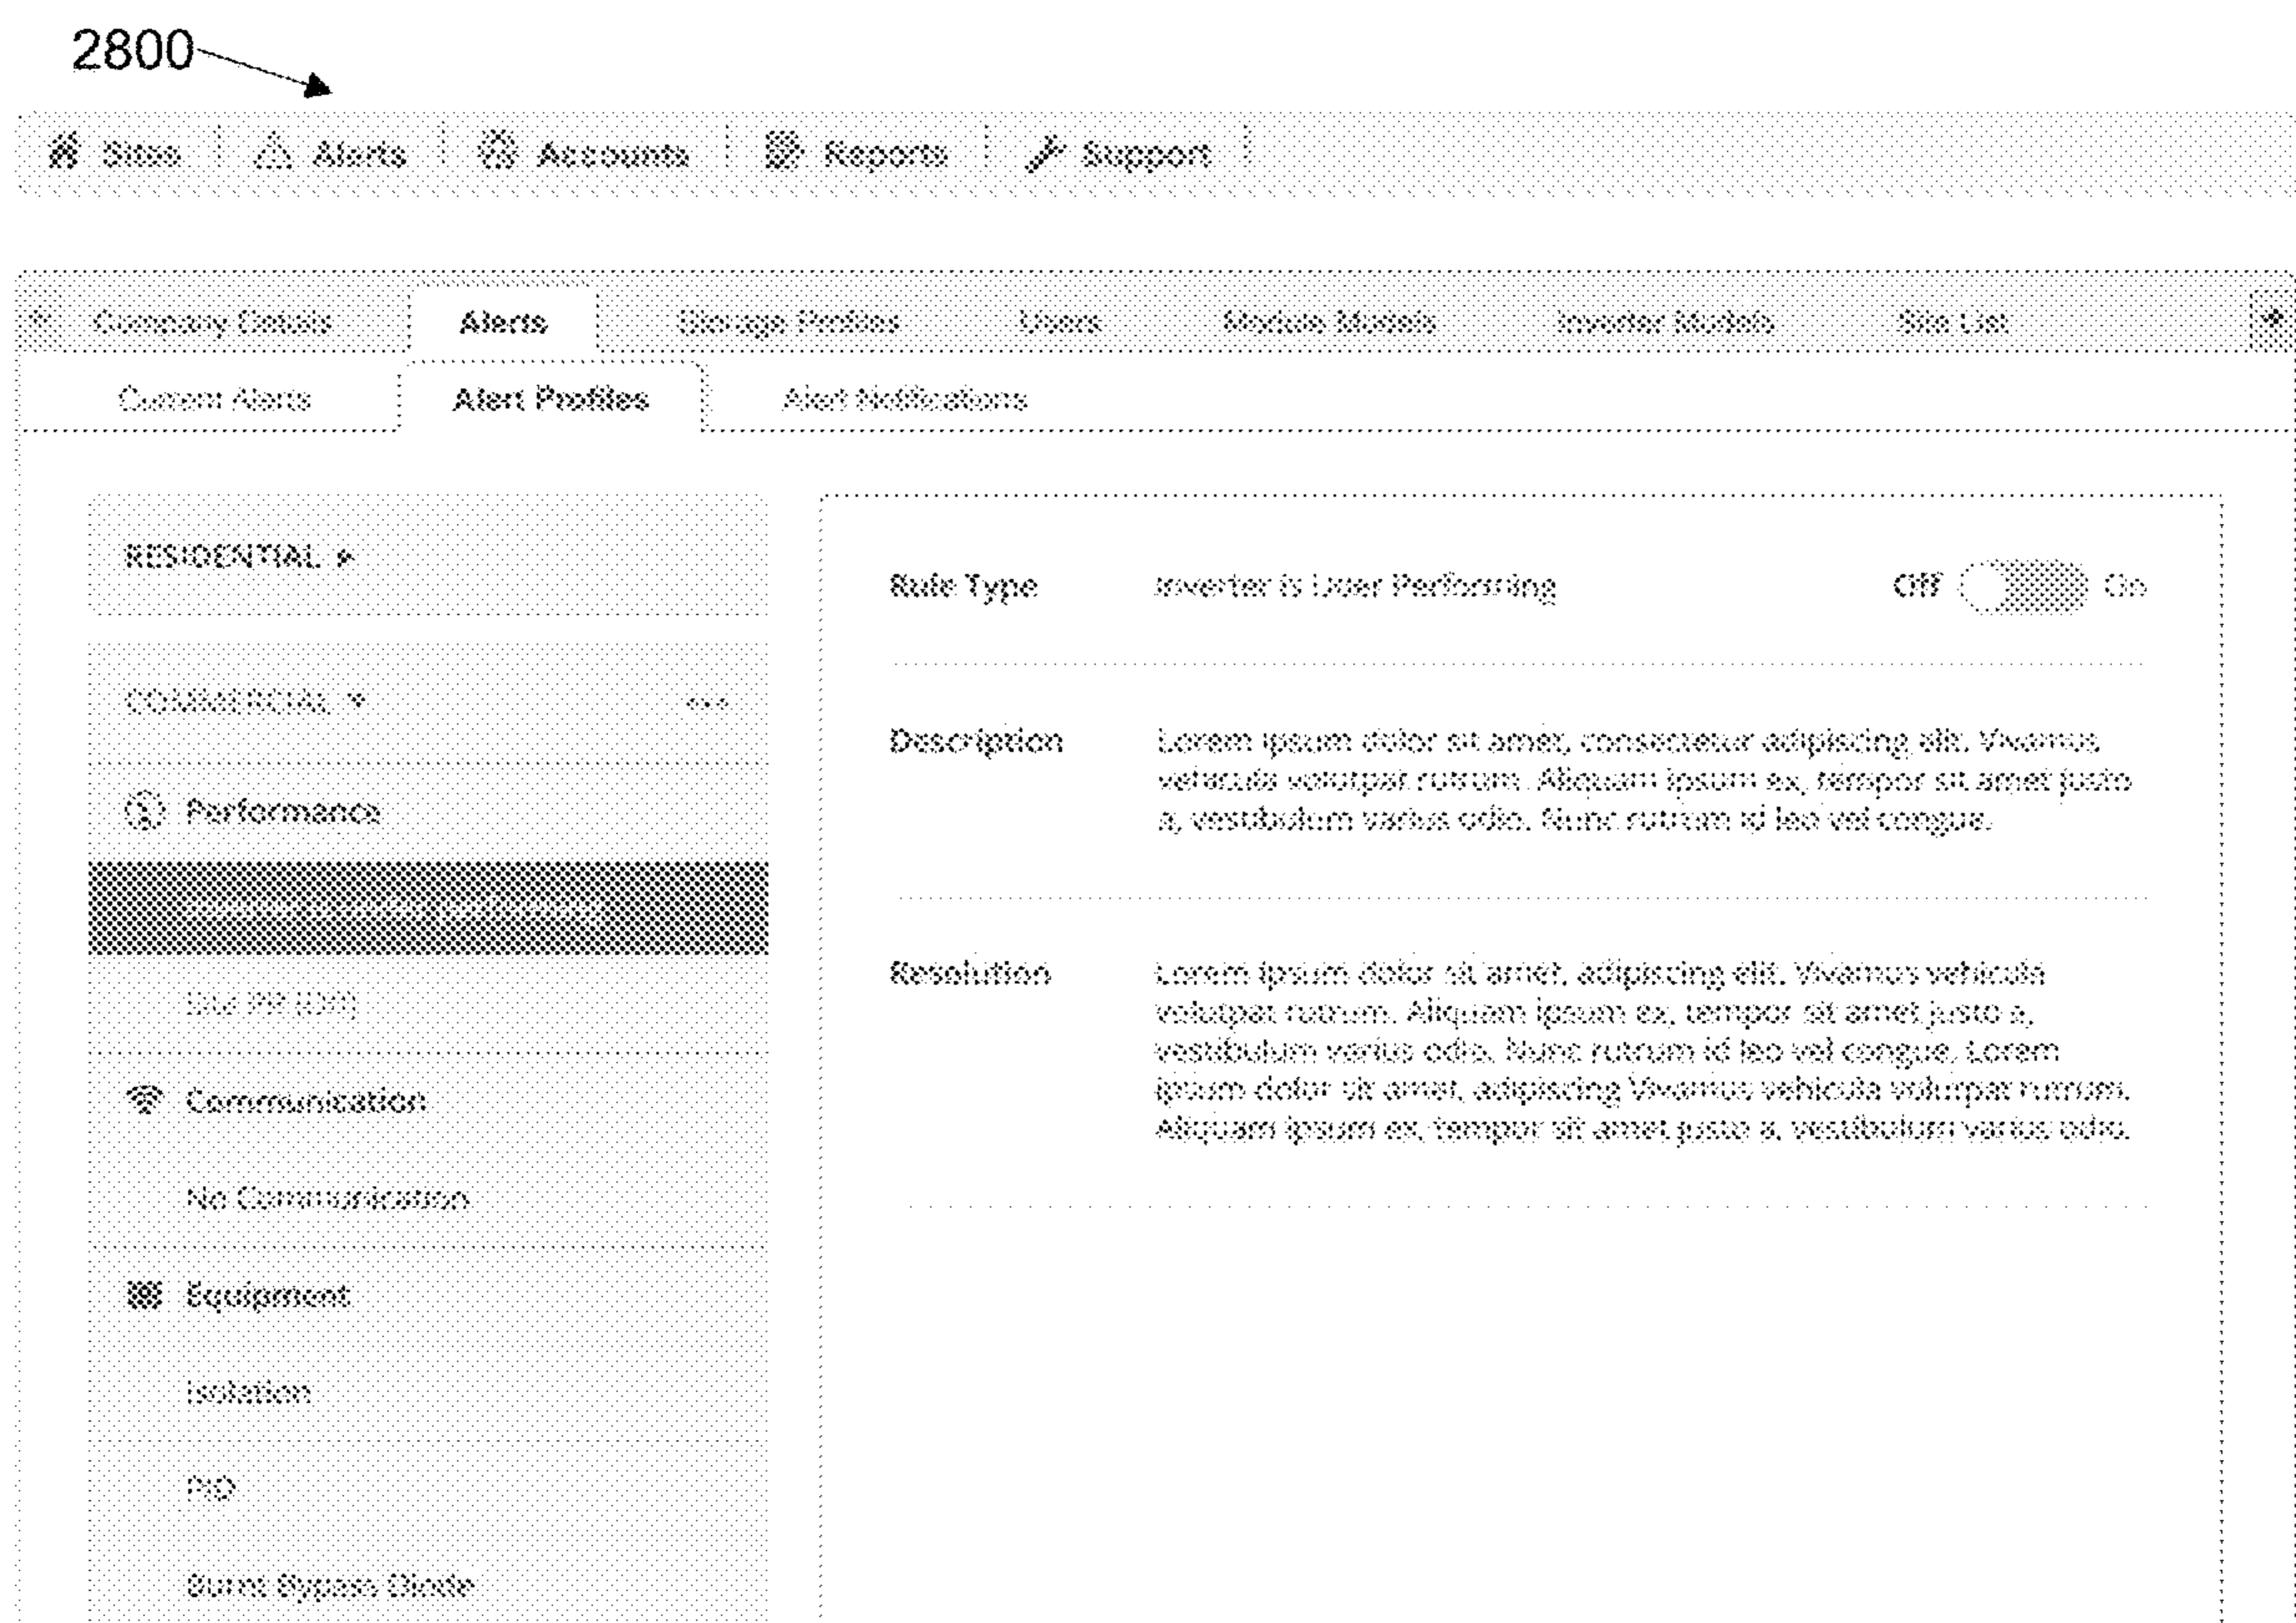 2800
Sites Alerts Accounts Reports Support
Company Details Alerts Storage Profiles Users Module Models Inverter Models Site List
Current Alerts Alert Profiles Alert Notifications
RESIDENTIAL
Rule Type Inverter is Performing Off On
COMMERCIAL ...
Description Lorem ipsum dolor sit amet, consectetur adipiscing elit. Vivamus
vehicula volutpat rutrum. Aliquam ipsum ex, tempor sit amet justo
a, vestibulum varius odio. Nunc rutrum id leo vel congue.
Performance
Resolution Lorem ipsum dolor sit amet, adipiscing elit. Vivamus vehicula
volutpat rutrum. Aliquam ipsum ex, tempor sit amet justo a,
vestibulum varius odio. Nunc rutrum id leo vel congue. Lorem
ipsum dolor sit amet, adipiscing Vivamus vehicula volutpat rutrum.
Aliquam ipsum ex, tempor sit amet justo a, vestibulum varius odio.
Communication
No Communication
Equipment
Isolation
PID
Burnt Bypass Diode